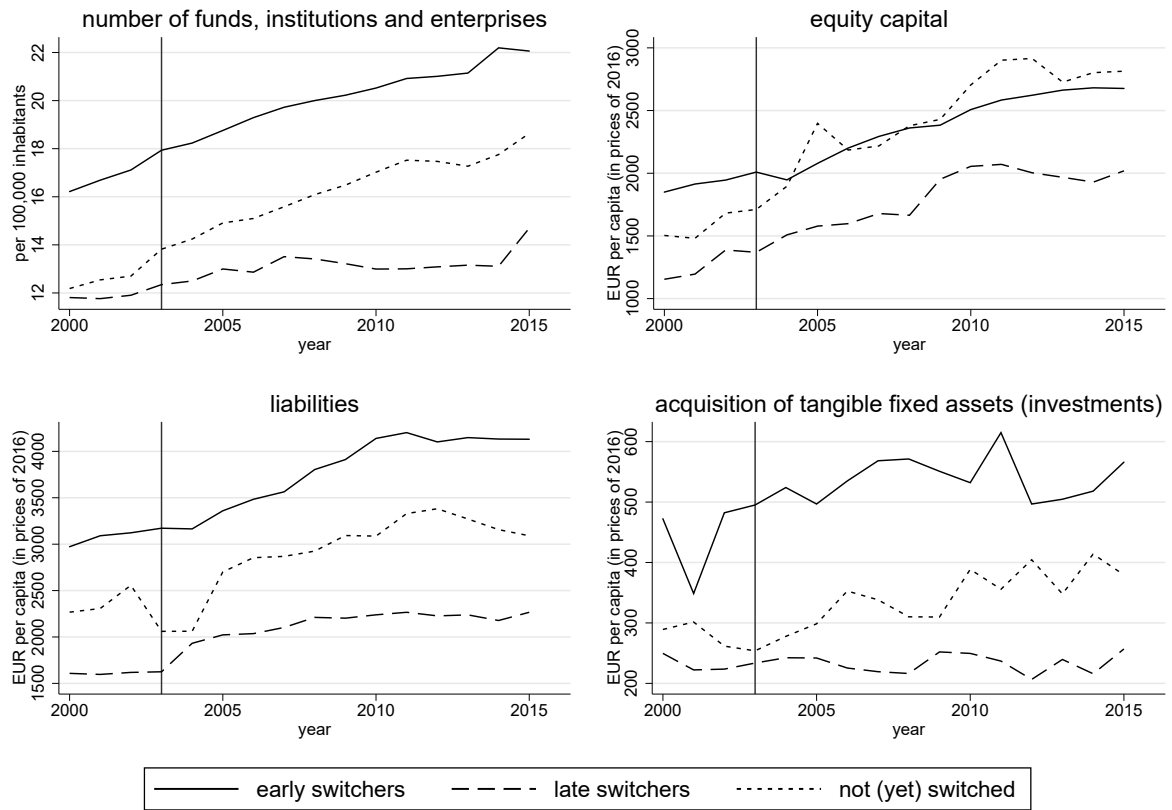 number of funds, institutions and enterprises
per 100,000 inhabitants
22
20
18
16
14
12
2000 2005 2010 2015
year
equity capital
EUR per capita (in prices of 2016)
3000
2500
2000
1500
1000
2000 2005 2010 2015
year
liabilities
EUR per capita (in prices of 2016)
4000
3500
3000
2500
2000
1500
2000 2005 2010 2015
year
acquisition of tangible fixed assets (investments)
EUR per capita (in prices of 2016)
600
500
400
300
200
2000 2005 2010 2015
year
early switchers late switchers not (yet) switched